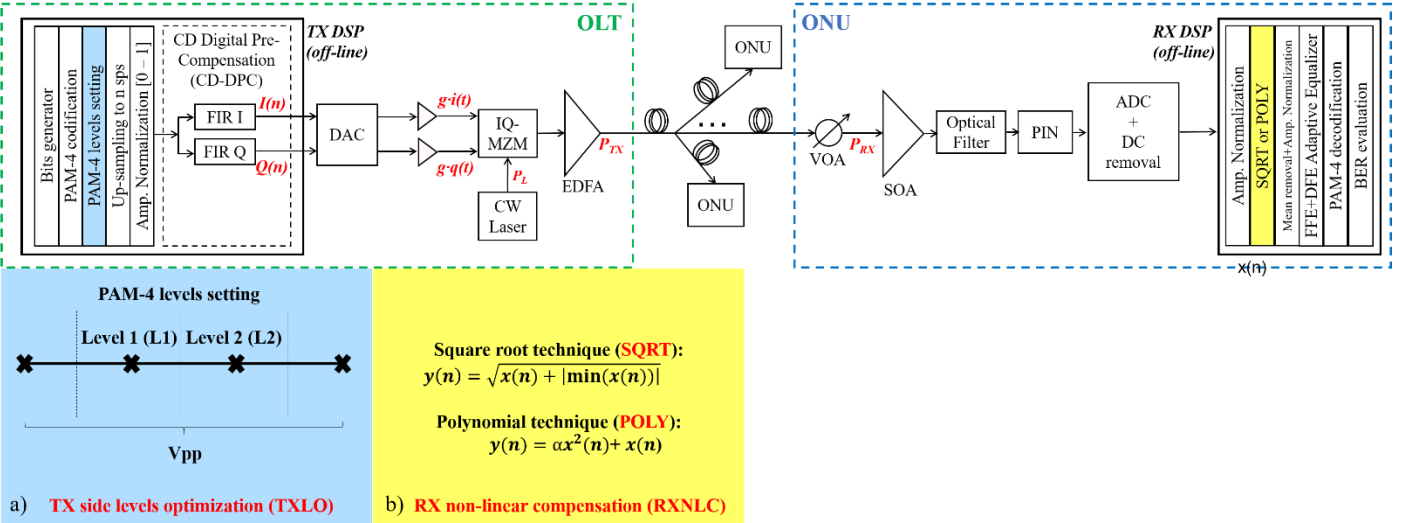 OLT
ONU
TX DSP
(off-line)
Bits generator
PAM-4 codification
PAM-4 levels setting
Up-sampling to n sps
Amp. Normalization [0 – 1]
CD Digital Pre-
Compensation
(CD-DPC)
FIR I
FIR Q
I(n)
Q(n)
DAC
g·i(t)
g·q(t)
IQ-
MZM
P_L
CW
Laser
EDFA
P_TX
ONU
...
ONU
VOA
P_RX
SOA
Optical
Filter
PIN
ADC
+
DC
removal
RX DSP
(off-line)
Amp. Normalization
SQRT or POLY
Mean removal+Amp. Normalization
FFE+DFE Adaptive Equalizer
PAM-4 decodification
BER evaluation
x(n)
PAM-4 levels setting
Level 1 (L1) Level 2 (L2)
Vpp
a) TX side levels optimization (TXLO)
Square root technique (SQRT):
y(n) = √x(n) + |min(x(n))|
Polynomial technique (POLY):
y(n) = αx²(n)+ x(n)
b) RX non-linear compensation (RXNLC)